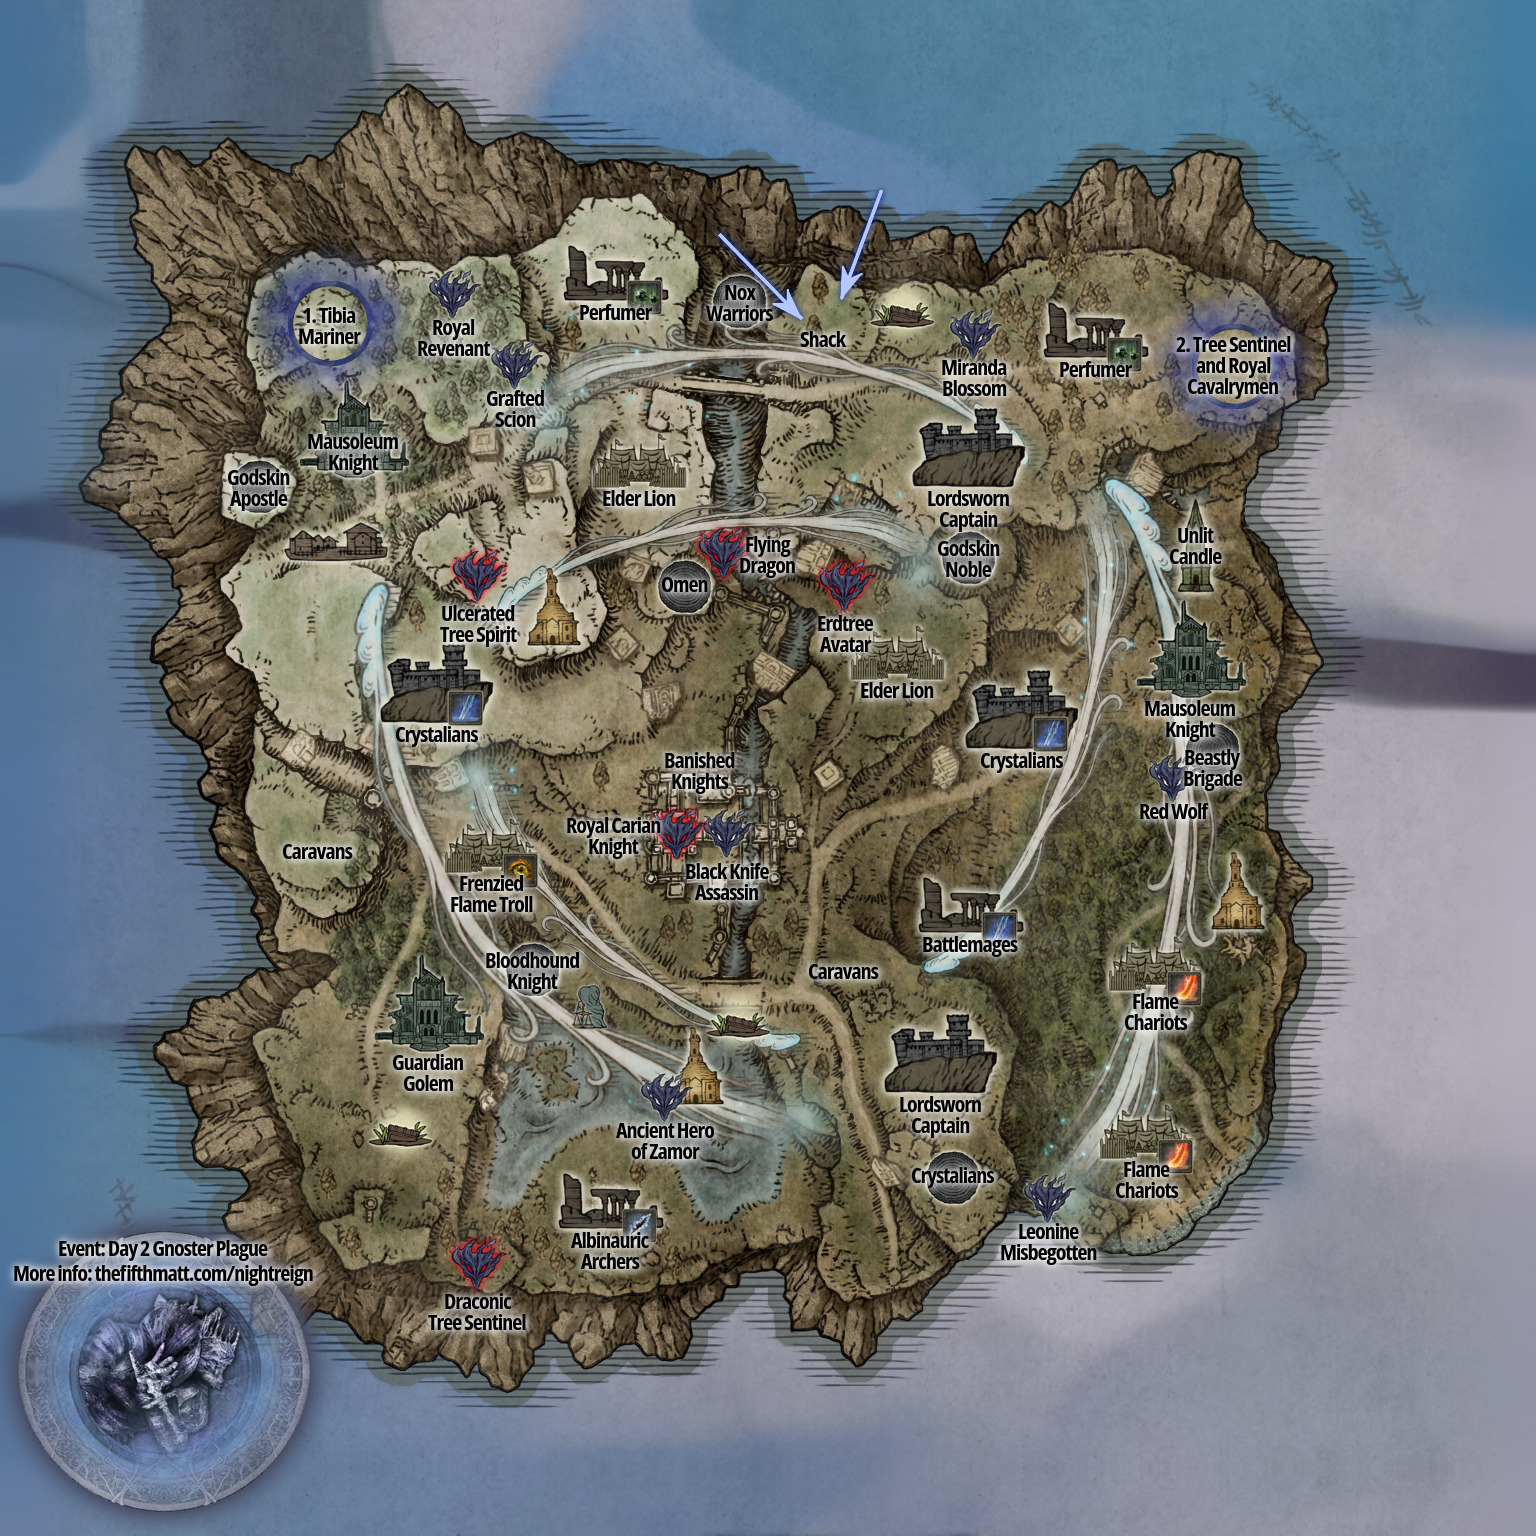 1. Tibia
Mariner
Royal
Revenant
Perfumer
Nox
Warriors
Shack
Miranda
Blossom
Perfumer
2. Tree Sentinel
and Royal
Cavalrymen
Grafted
Scion
Mausoleum
Knight
Godskin
Apostle
Elder Lion
Lordsworn
Captain
Unlit
Candle
Flying
Dragon
Godskin
Noble
Omen
Ulcerated
Tree Spirit
Erdtree
Avatar
Elder Lion
Crystalians
Mausoleum
Knight
Crystalians
Banished
Knights
Beastly
Brigade
Red Wolf
Royal Carian
Knight
Black Knife
Assassin
Caravans
Frenzied
Flame Troll
Battlemages
Bloodhound
Knight
Caravans
Flame
Chariots
Guardian
Golem
Lordsworn
Captain
Ancient Hero
of Zamor
Crystalians
Flame
Chariots
Albinauric
Archers
Leonine
Misbegotten
Event: Day 2 Gnoster Plague
More info: thefifthmatt.com/nightreign
Draconic
Tree Sentinel